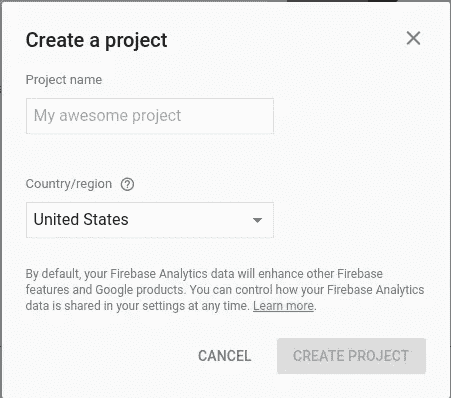 Create a project
Project name
My awesome project
Country/region
United States
By default, your Firebase Analytics data will enhance other Firebase
features and Google products. You can control how your Firebase Analytics
data is shared in your settings at any time. Learn more.
CANCEL CREATE PROJECT